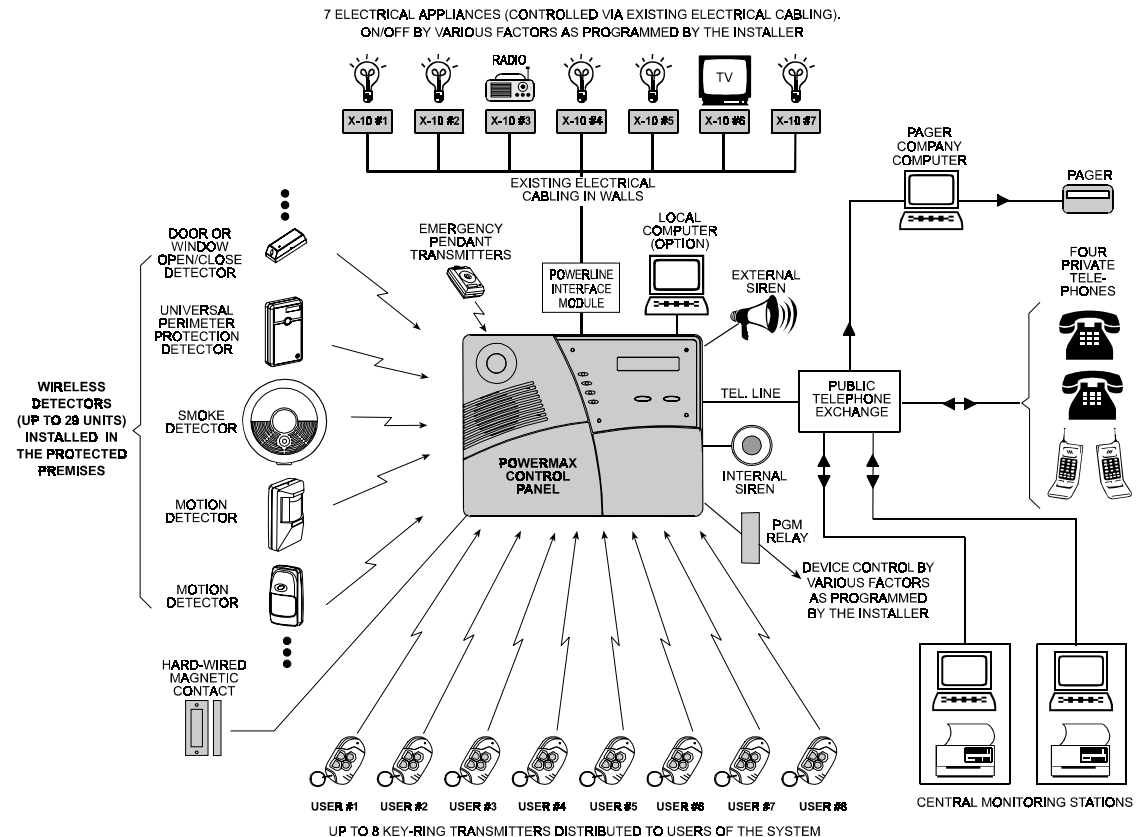 7 ELECTRICAL APPLIANCES (CONTROLLED VIA EXISTING ELECTRICAL CABLING).
ON/OFF BY VARIOUS FACTORS AS PROGRAMMED BY THE INSTALLER
RADIO
TV
X-10 #1
X-10 #2
X-10 #3
X-10 #4
X-10 #5
X-10 #6
X-10 #7
EXISTING ELECTRICAL
CABLING IN WALLS
PAGER
COMPANY
COMPUTER
PAGER
DOOR OR
WINDOW
OPEN/CLOSE
DETECTOR
EMERGENCY
PENDANT
TRANSMITTERS
POWERLINE
INTERFACE
MODULE
LOCAL
COMPUTER
(OPTION)
EXTERNAL
SIREN
FOUR
PRIVATE
TELE-
PHONES
UNIVERSAL
PERIMETER
PROTECTION
DETECTOR
WIRELESS
DETECTORS
(UP TO 29 UNITS)
INSTALLED IN
THE PROTECTED
PREMISES
SMOKE
DETECTOR
TEL. LINE
PUBLIC
TELEPHONE
EXCHANGE
POWERMAX
CONTROL
PANEL
INTERNAL
SIREN
MOTION
DETECTOR
PGM
RELAY
DEVICE CONTROL BY
VARIOUS FACTORS
AS PROGRAMMED
BY THE INSTALLER
MOTION
DETECTOR
HARD-WIRED
MAGNETIC
CONTACT
USER #1
USER #2
USER #3
USER #4
USER #5
USER #6
USER #7
USER #8
CENTRAL MONITORING STATIONS
UP TO 8 KEY-RING TRANSMITTERS DISTRIBUTED TO USERS OF THE SYSTEM